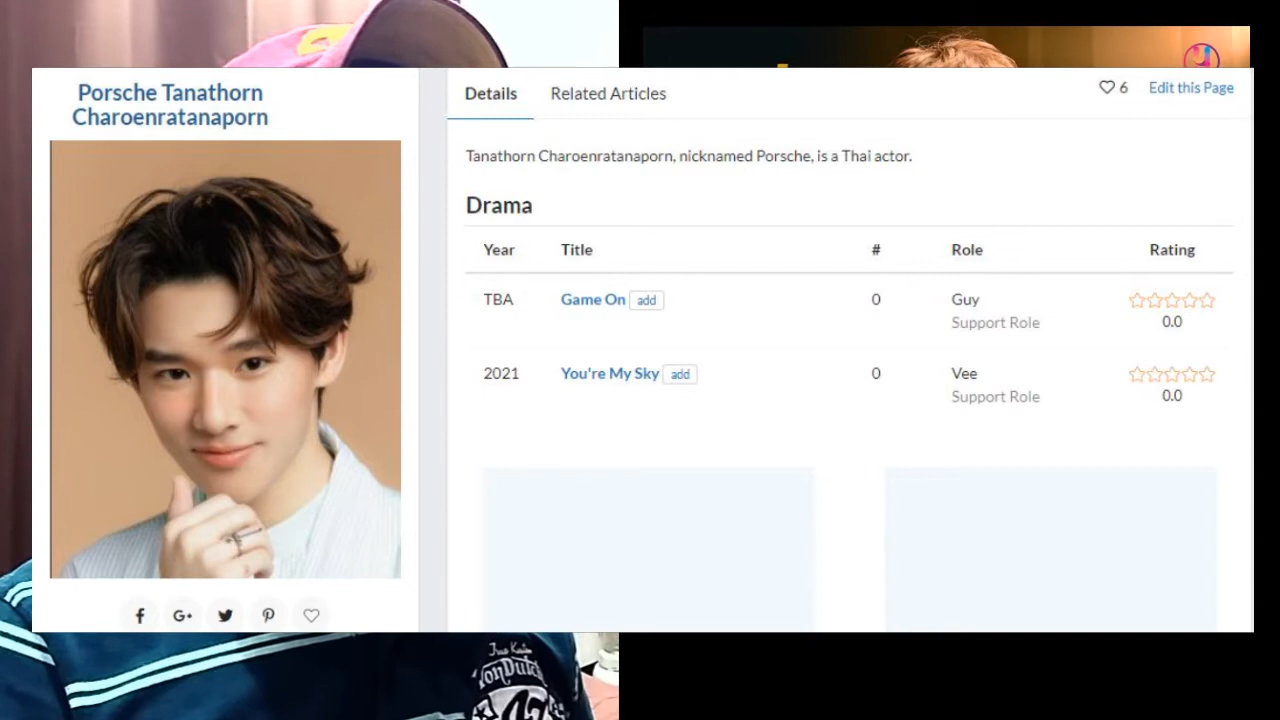 Porsche Tanathorn
Charoenratanaporn
Details
Related Articles
6
Edit this Page
Tanathorn Charoenratanaporn, nicknamed Porsche, is a Thai actor.
Drama
Year Title # Role Rating
TBA Game On add 0 Guy
Support Role 0.0
2021 You're My Sky add 0 Vee
Support Role 0.0
f G+
Von Dutch